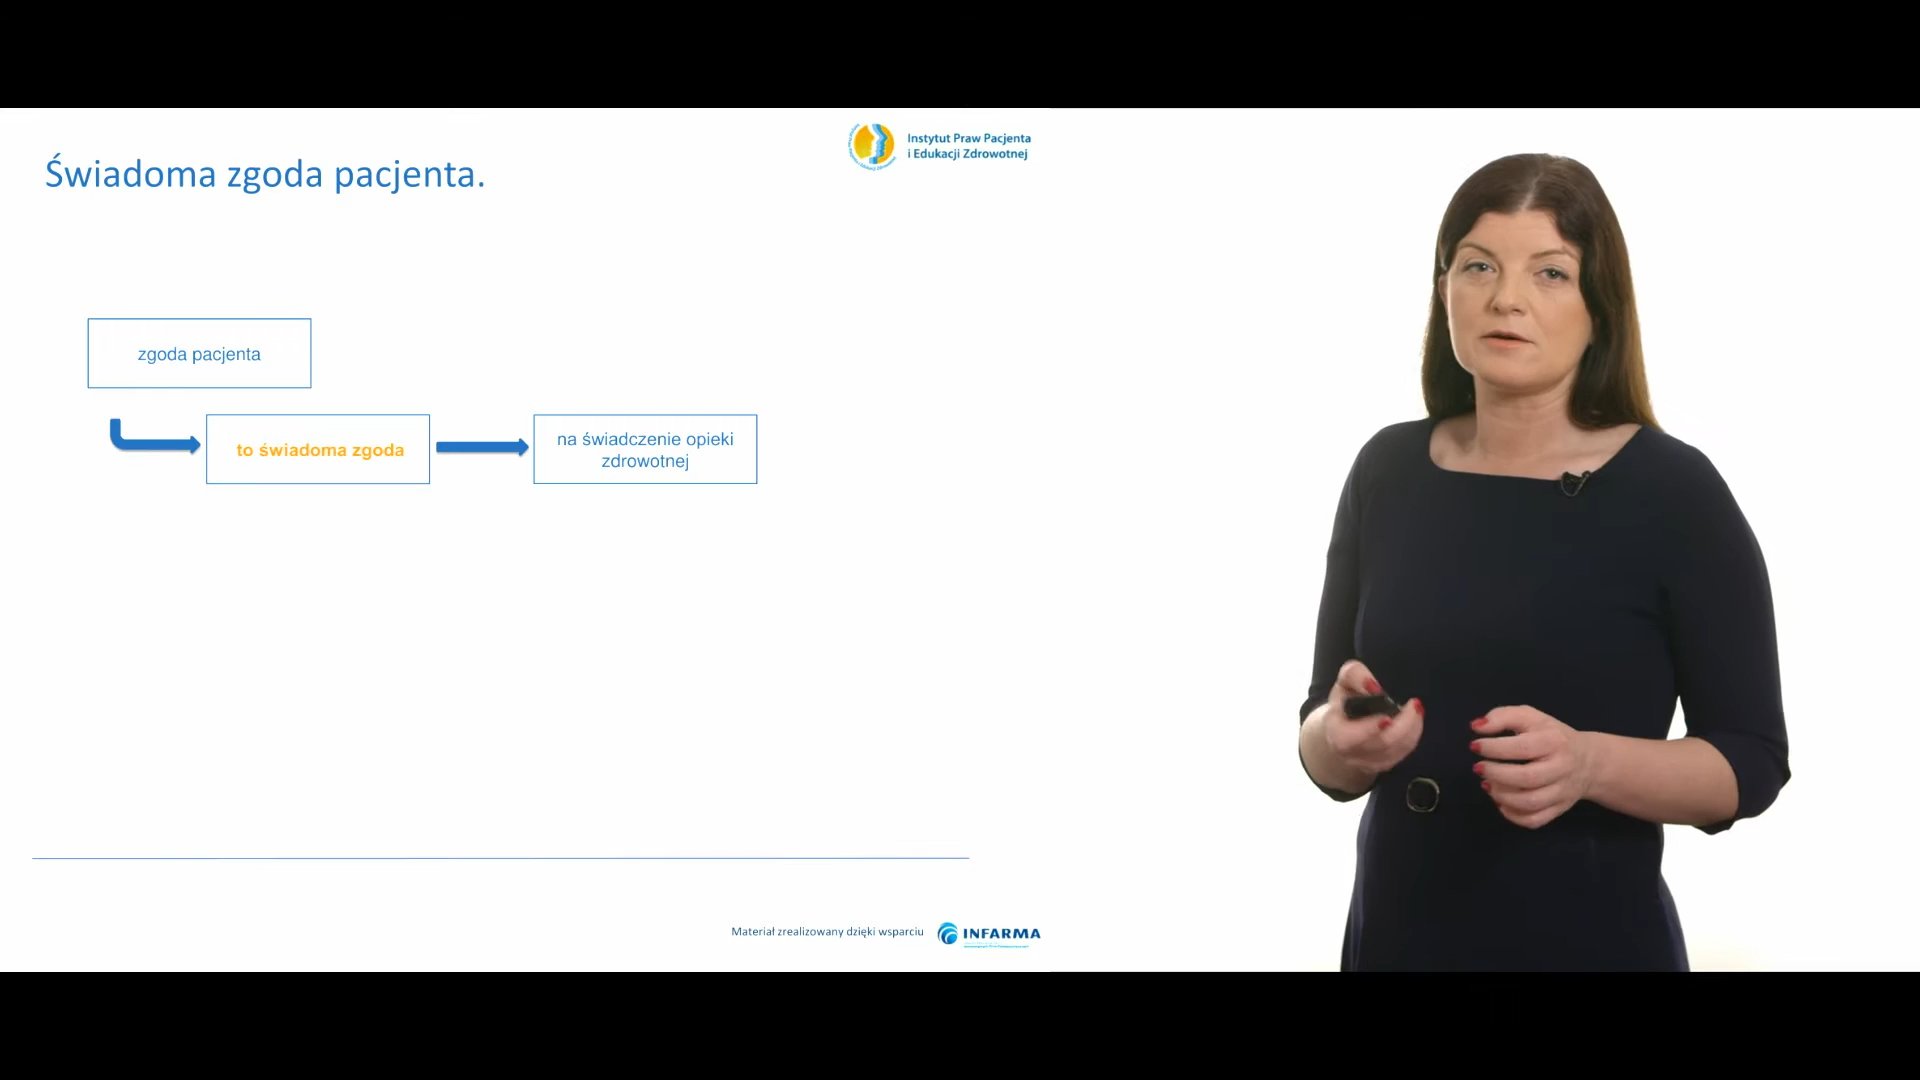 Instytut Praw Pacjenta
i Edukacji Zdrowotnej
Świadoma zgoda pacjenta.
zgoda pacjenta
to świadoma zgoda
na świadczenie opieki
zdrowotnej
Materiał zrealizowany dzięki wsparciu
INFARMA